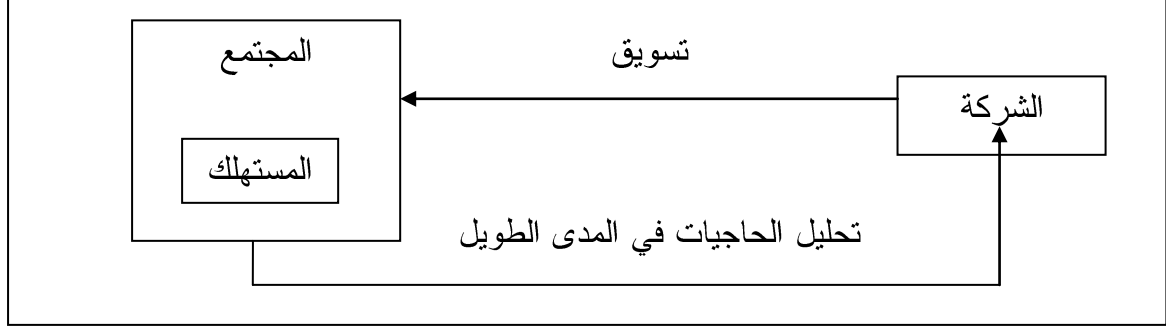 المجتمع
تسويق
الشركة
المستهلك
تحليل الحاجيات في المدى الطويل